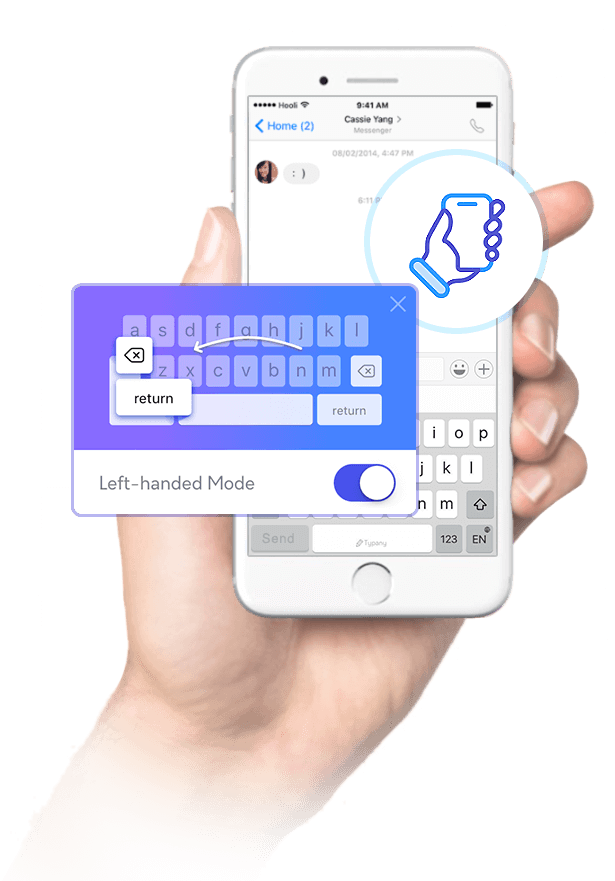 Hooli
9:41 AM
Home (2)
Cassie Yang
Messenger
08/02/2014, 4:47 PM
: )
6:11 P
a s d f g h j k l
z x c v b n m
return
return
i o p
j k l
n m
Left-handed Mode
Send
Typany
123
EN